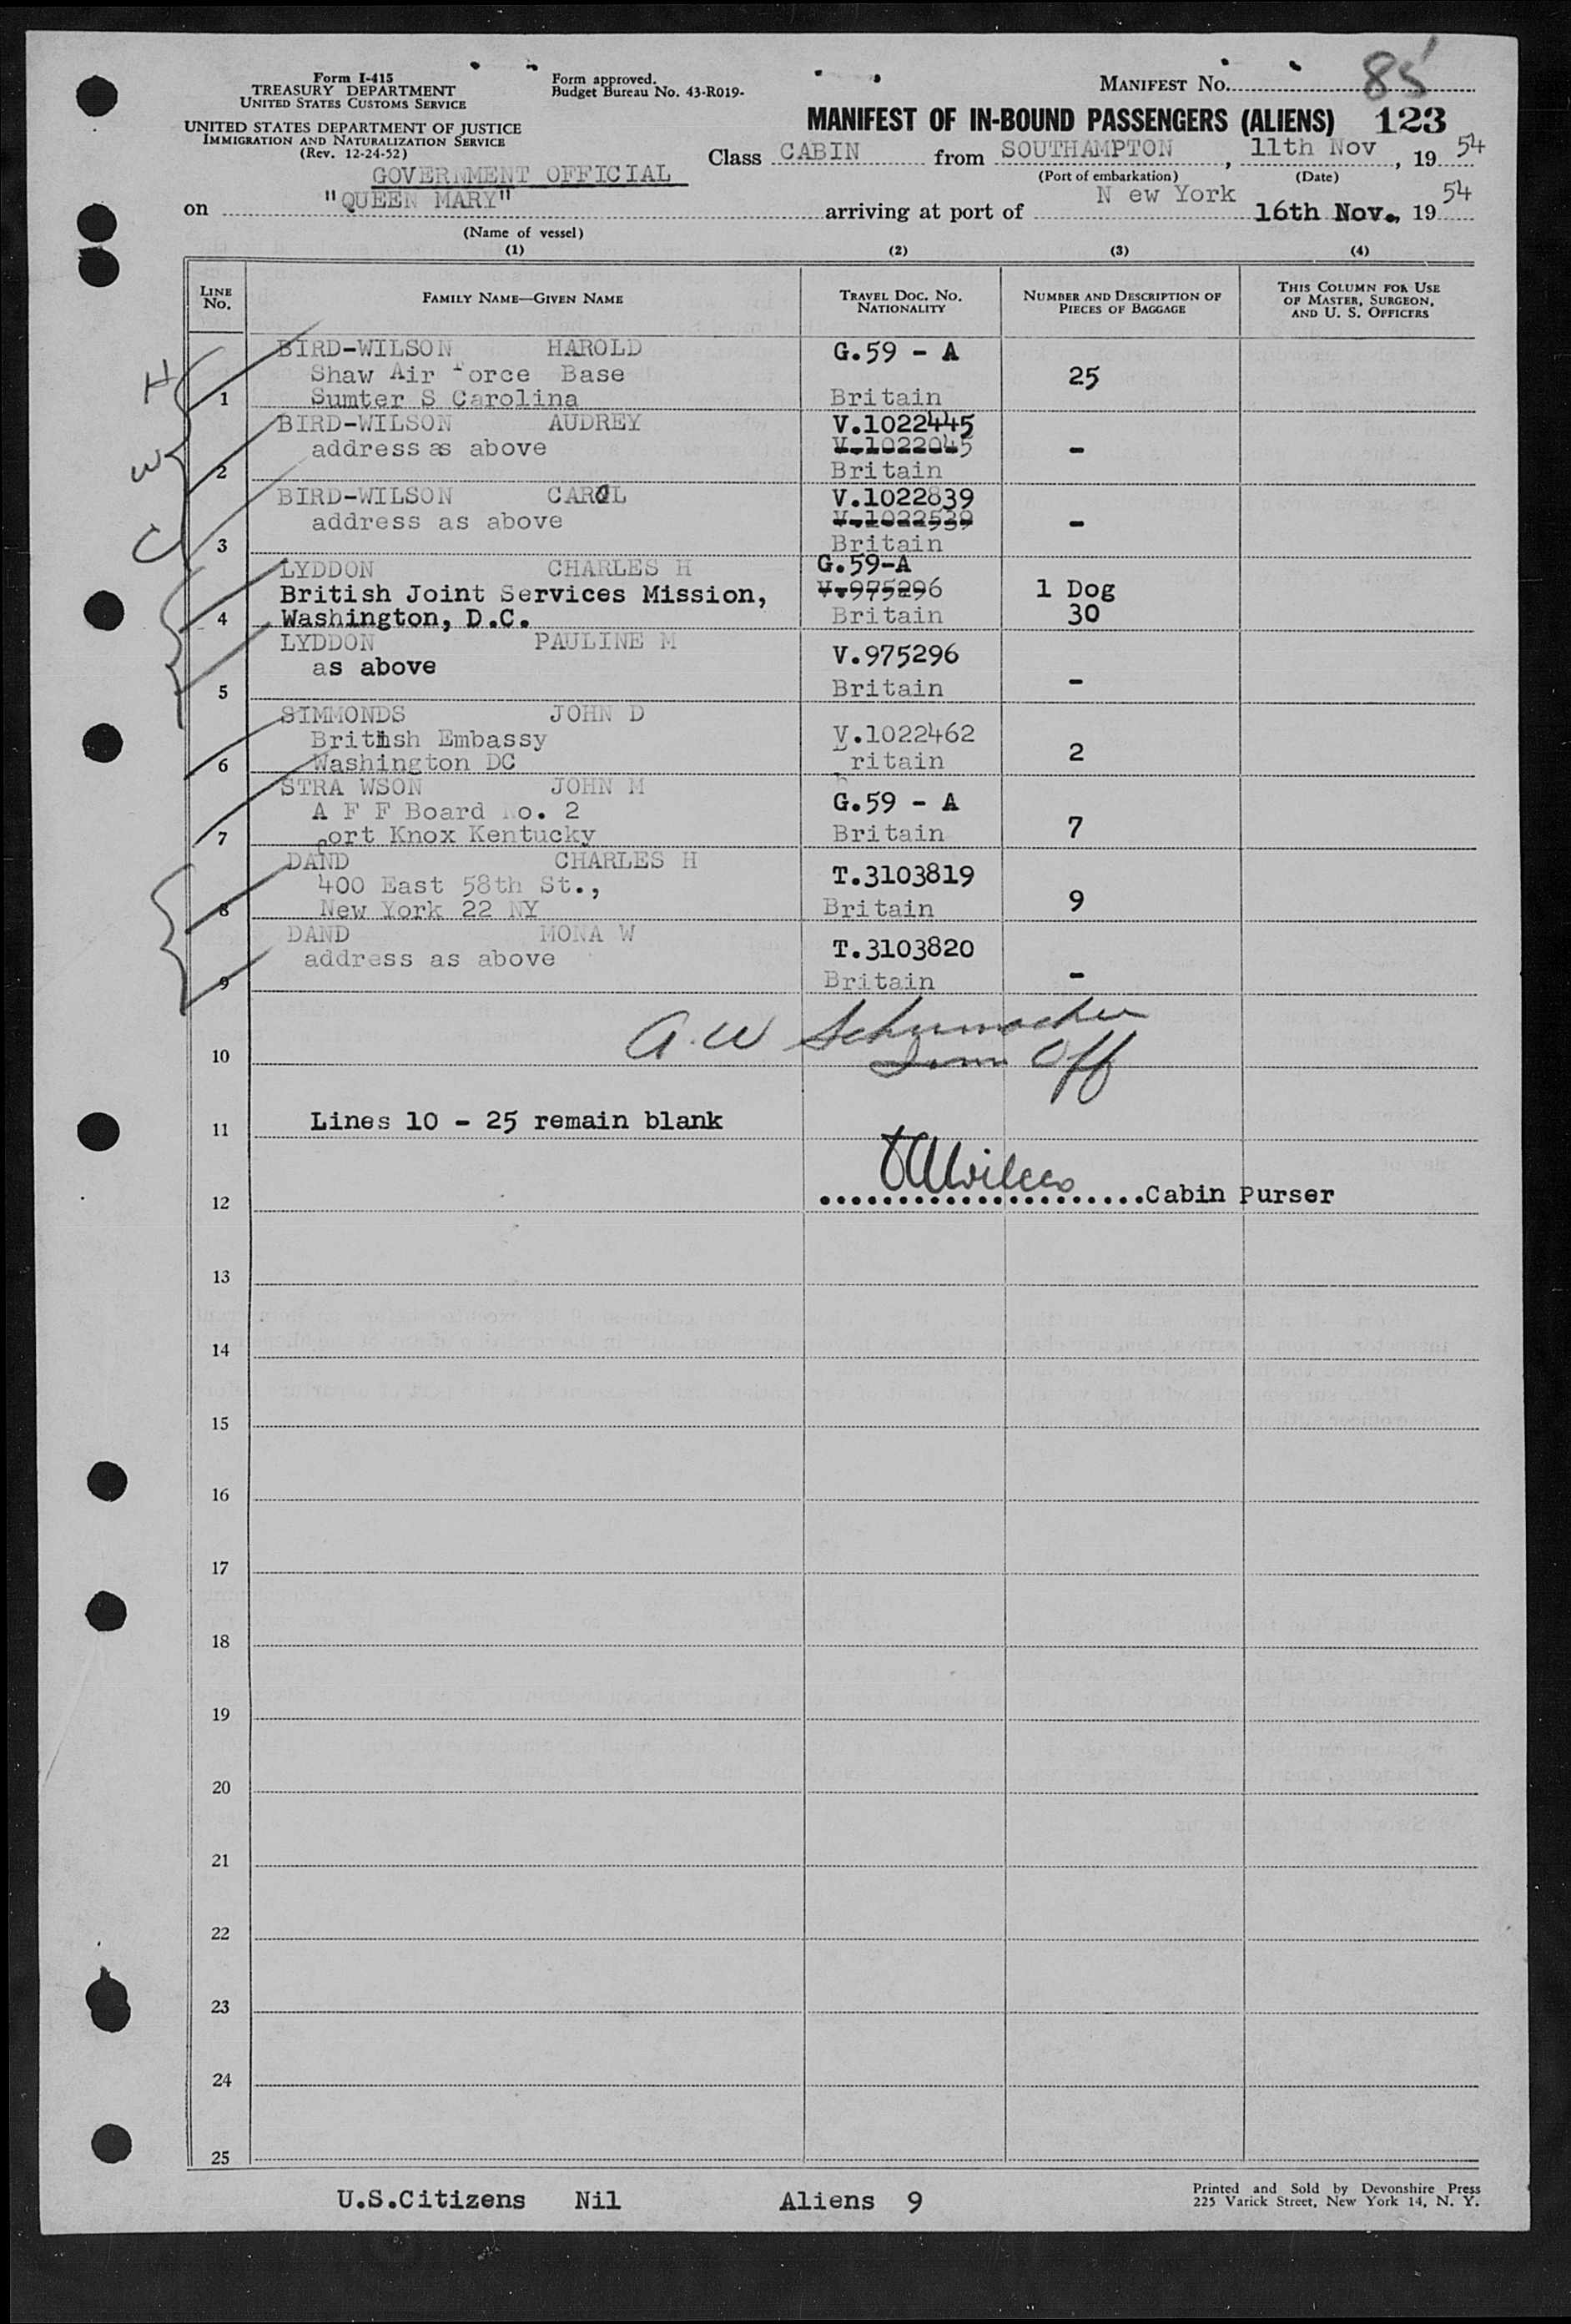 Form I-415
TREASURY DEPARTMENT
UNITED STATES CUSTOMS SERVICE
Form approved.
Budget Bureau No. 43-R019-
MANIFEST NO. 85
UNITED STATES DEPARTMENT OF JUSTICE
IMMIGRATION AND NATURALIZATION SERVICE
(Rev. 12-24-52)
MANIFEST OF IN-BOUND PASSENGERS (ALIENS) 123
Class CABIN from SOUTHAMPTON, 11th Nov, 1954
(Port of embarkation) (Date)
GOVERNMENT OFFICIAL
on "QUEEN MARY" arriving at port of N ew York 16th Nov., 1954
(Name of vessel)
(1) (2) (3) (4)
LINE No. FAMILY NAME—GIVEN NAME TRAVEL DOC. NO. NATIONALITY NUMBER AND DESCRIPTION OF PIECES OF BAGGAGE THIS COLUMN FOR USE OF MASTER, SURGEON, AND U. S. OFFICERS
H
BIRD-WILSON HAROLD G.59 - A
Shaw Air Force Base 25
1 Sumter S Carolina Britain
W
BIRD-WILSON AUDREY V.1022445
address as above V.1022045 -
2 Britain
C
BIRD-WILSON CAROL V.1022839
address as above V.1022539 -
3 Britain
LYDDON CHARLES H G.59-A
British Joint Services Mission, V.975296 1 Dog
4 Washington, D.C. Britain 30
LYDDON PAULINE M
as above V.975296
5 Britain -
SIMMONDS JOHN D
British Embassy V.1022462
6 Washington DC ritain 2
STRA WSON JOHN M
A F F Board No. 2 G.59 - A
7 Fort Knox Kentucky Britain 7
DAND CHARLES H
400 East 58th St., T.3103819
8 New York 22 NY Britain 9
DAND MONA W
address as above T.3103820
9 Britain -
A.W Schumacher
10 Imm Off
11 Lines 10 - 25 remain blank
12 Cabin Purser
13
14
15
16
17
18
19
20
21
22
23
24
25
U.S.Citizens Nil Aliens 9
Printed and Sold by Devonshire Press
225 Varick Street, New York 14, N. Y.